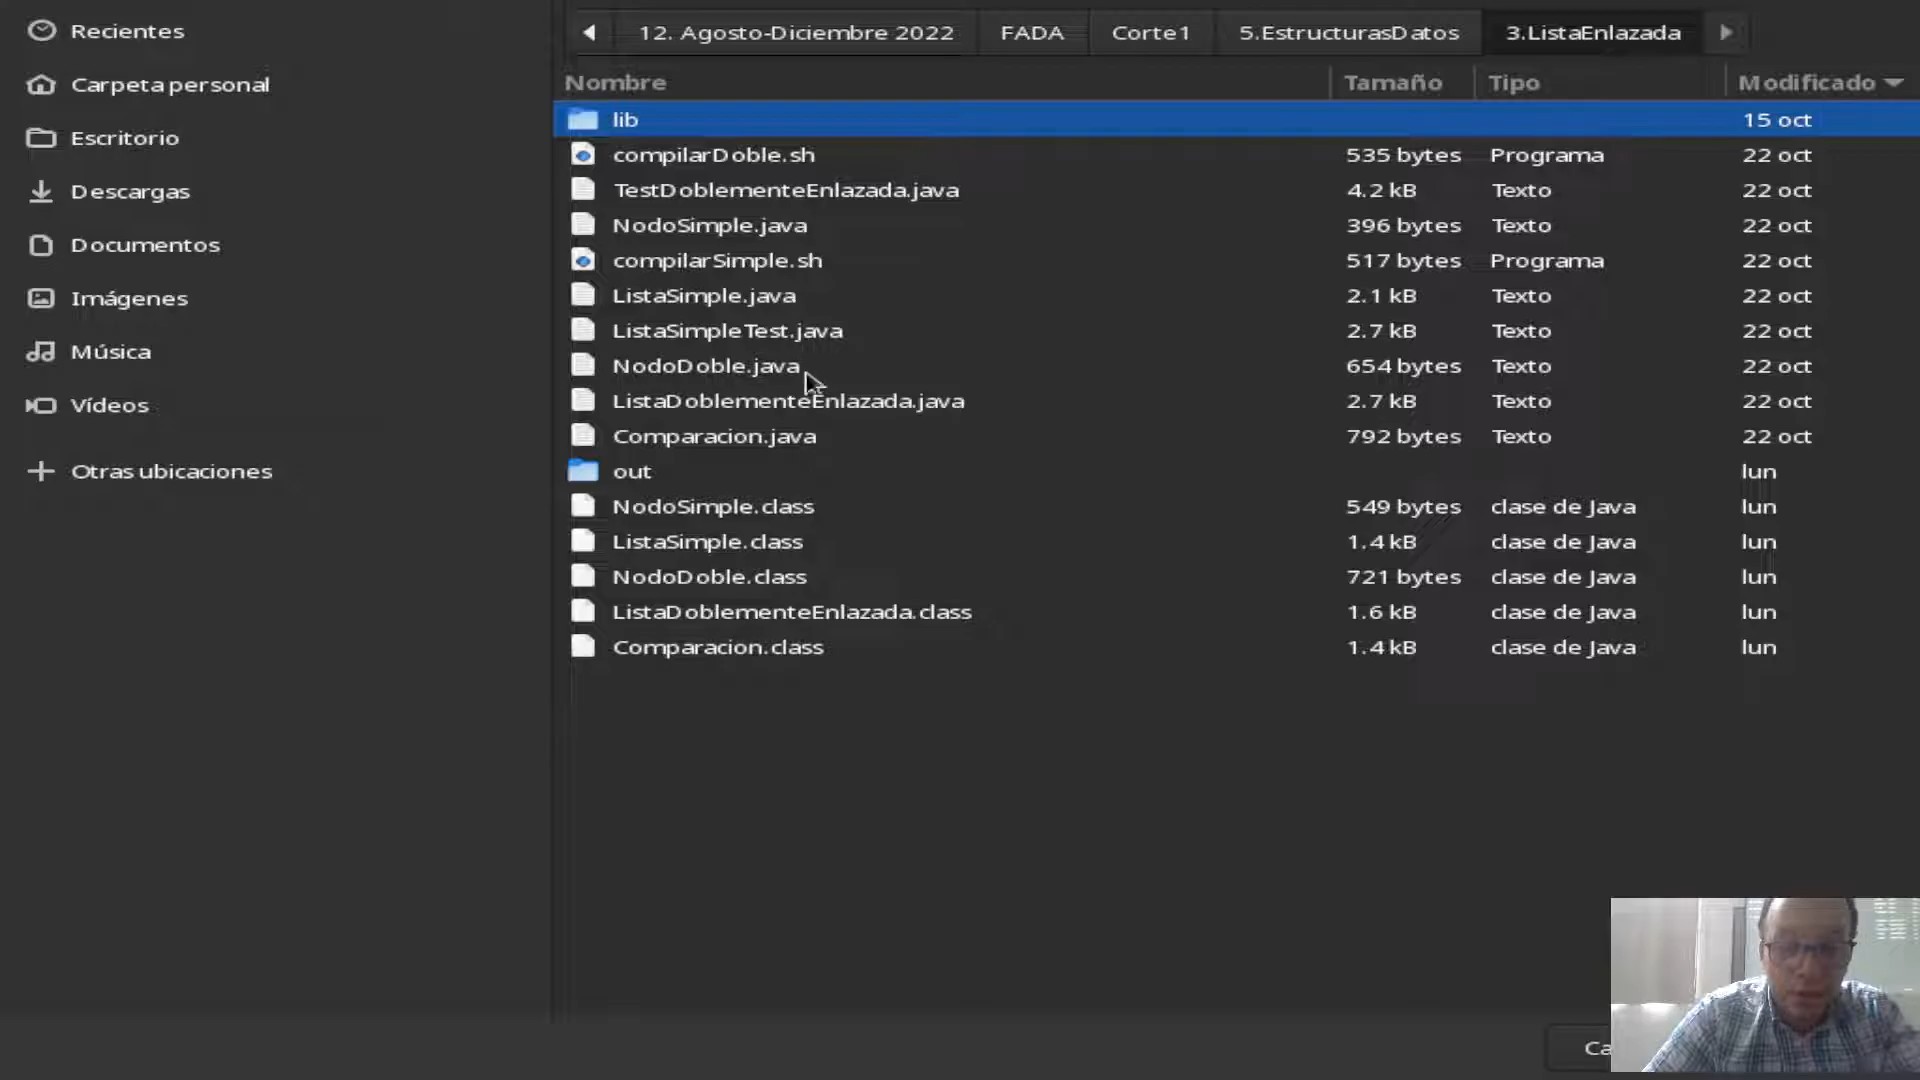 Recientes
Carpeta personal
Escritorio
Descargas
Documentos
Imágenes
Música
Vídeos
Otras ubicaciones
12. Agosto-Diciembre 2022 FADA Corte1 5.EstructurasDatos 3.ListaEnlazada
Nombre Tamaño Tipo Modificado
lib 15 oct
compilarDoble.sh 535 bytes Programa 22 oct
TestDoblementeEnlazada.java 4.2 kB Texto 22 oct
NodoSimple.java 396 bytes Texto 22 oct
compilarSimple.sh 517 bytes Programa 22 oct
ListaSimple.java 2.1 kB Texto 22 oct
ListaSimpleTest.java 2.7 kB Texto 22 oct
NodoDoble.java 654 bytes Texto 22 oct
ListaDoblementeEnlazada.java 2.7 kB Texto 22 oct
Comparacion.java 792 bytes Texto 22 oct
out lun
NodoSimple.class 549 bytes clase de Java lun
ListaSimple.class 1.4 kB clase de Java lun
NodoDoble.class 721 bytes clase de Java lun
ListaDoblementeEnlazada.class 1.6 kB clase de Java lun
Comparacion.class 1.4 kB clase de Java lun